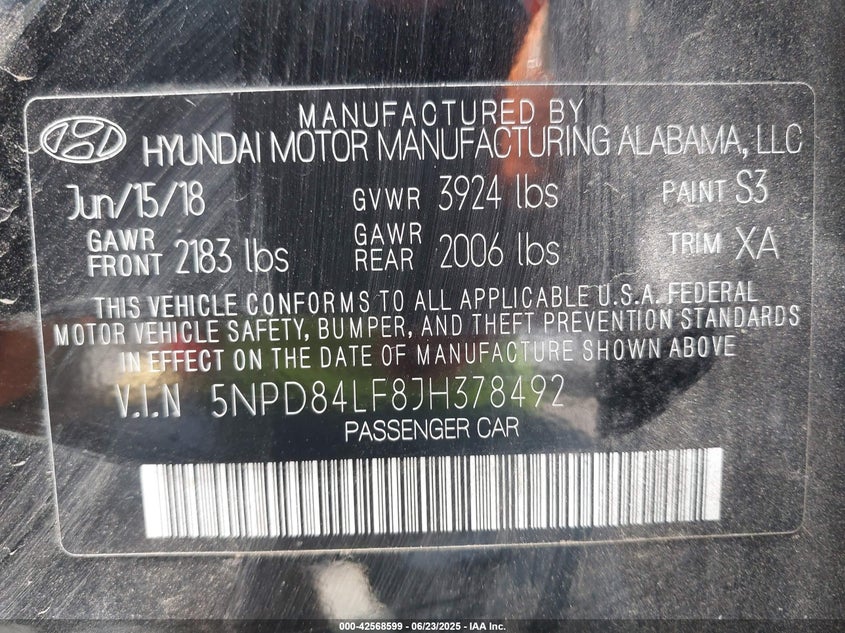 MANUFACTURED BY
HYUNDAI MOTOR MANUFACTURING ALABAMA, LLC
Jun/15/18 GVWR 3924 lbs PAINT S3
GAWR FRONT 2183 lbs GAWR REAR 2006 lbs TRIM XA
THIS VEHICLE CONFORMS TO ALL APPLICABLE U.S.A. FEDERAL
MOTOR VEHICLE SAFETY, BUMPER, AND THEFT PREVENTION STANDARDS
IN EFFECT ON THE DATE OF MANUFACTURE SHOWN ABOVE
V.I.N 5NPD84LF8JH378492
PASSENGER CAR
000-42568599 - 06/23/2025 - IAA Inc.